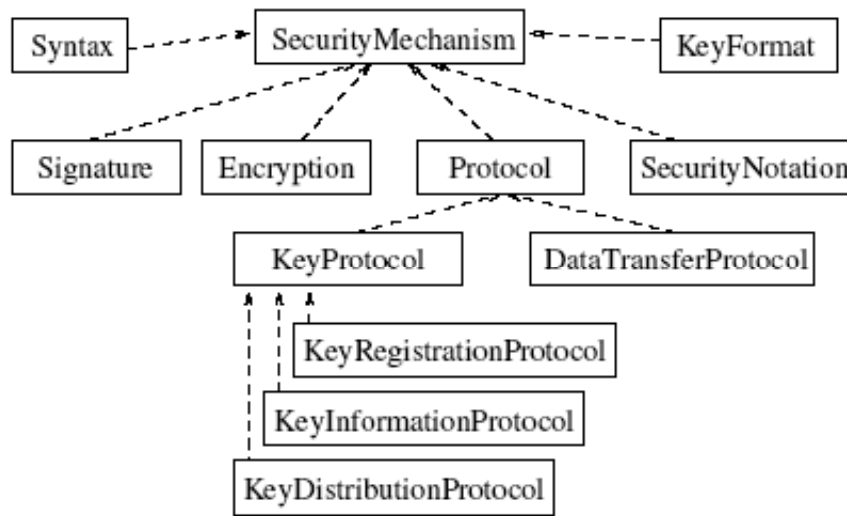 Syntax
SecurityMechanism
KeyFormat
Signature
Encryption
Protocol
SecurityNotation
KeyProtocol
DataTransferProtocol
KeyRegistrationProtocol
KeyInformationProtocol
KeyDistributionProtocol